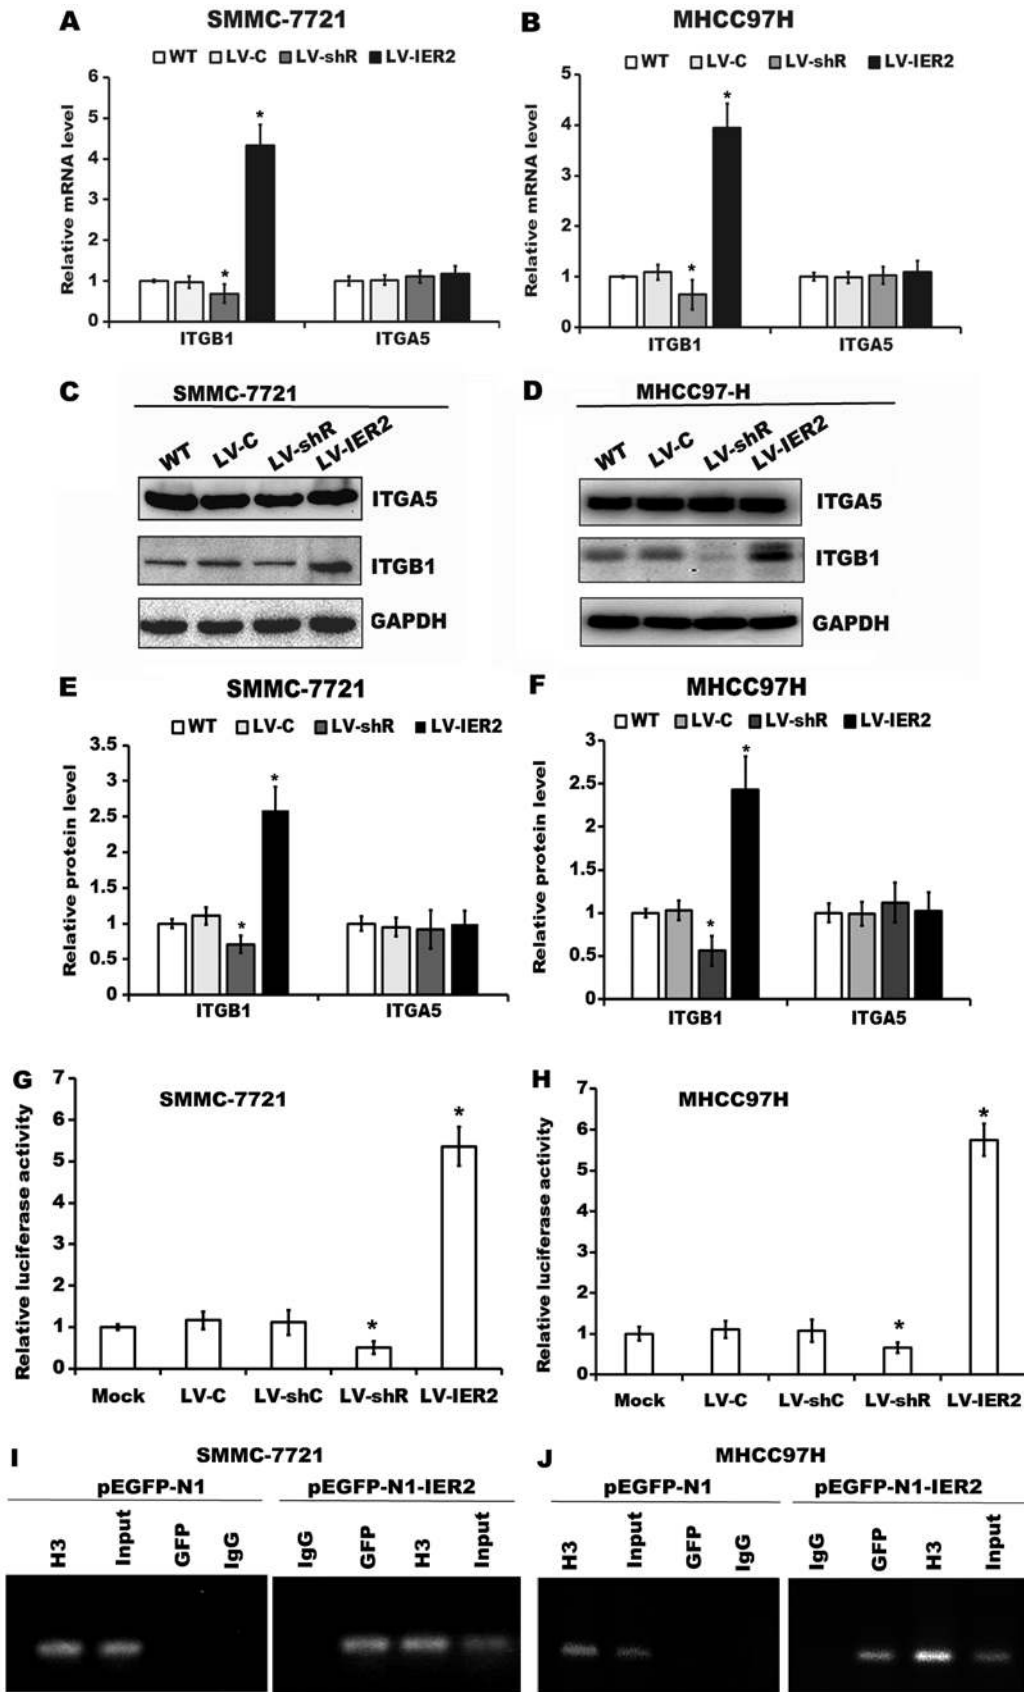 A SMMC-7721
WT LV-C LV-shR LV-IER2
Relative mRNA level
6
5
4
3
2
1
0
*
*
ITGB1 ITGA5
B MHCC97H
WT LV-C LV-shR LV-IER2
Relative mRNA level
5
4
3
2
1
0
*
*
ITGB1 ITGA5
C SMMC-7721
WT LV-C LV-shR LV-IER2
ITGA5
ITGB1
GAPDH
D MHCC97-H
WT LV-C LV-shR LV-IER2
ITGA5
ITGB1
GAPDH
E SMMC-7721
WT LV-C LV-shR LV-IER2
Relative protein level
3.5
3
2.5
2
1.5
1
0.5
0
*
*
ITGB1 ITGA5
F MHCC97H
WT LV-C LV-shR LV-IER2
Relative protein level
3
2.5
2
1.5
1
0.5
0
*
*
ITGB1 ITGA5
G SMMC-7721
Relative luciferase activity
7
6
5
4
3
2
1
0
*
*
Mock LV-C LV-shC LV-shR LV-IER2
H MHCC97H
Relative luciferase activity
7
6
5
4
3
2
1
0
*
*
Mock LV-C LV-shC LV-shR LV-IER2
I SMMC-7721
pEGFP-N1 pEGFP-N1-IER2
H3 Input GFP IgG IgG GFP H3 Input
J MHCC97H
pEGFP-N1 pEGFP-N1-IER2
H3 Input GFP IgG IgG GFP H3 Input